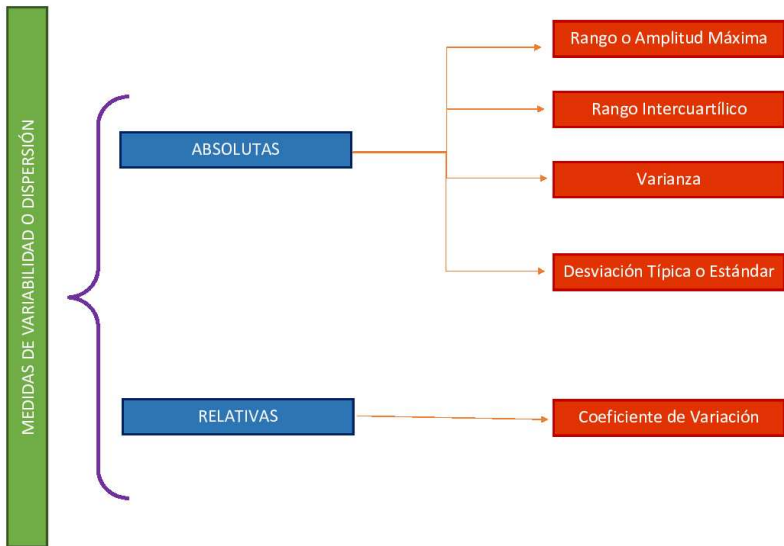 MEDIDAS DE VARIABILIDAD O DISPERSIÓN
ABSOLUTAS
Rango o Amplitud Máxima
Rango Intercuartílico
Varianza
Desviación Típica o Estándar
RELATIVAS
Coeficiente de Variación